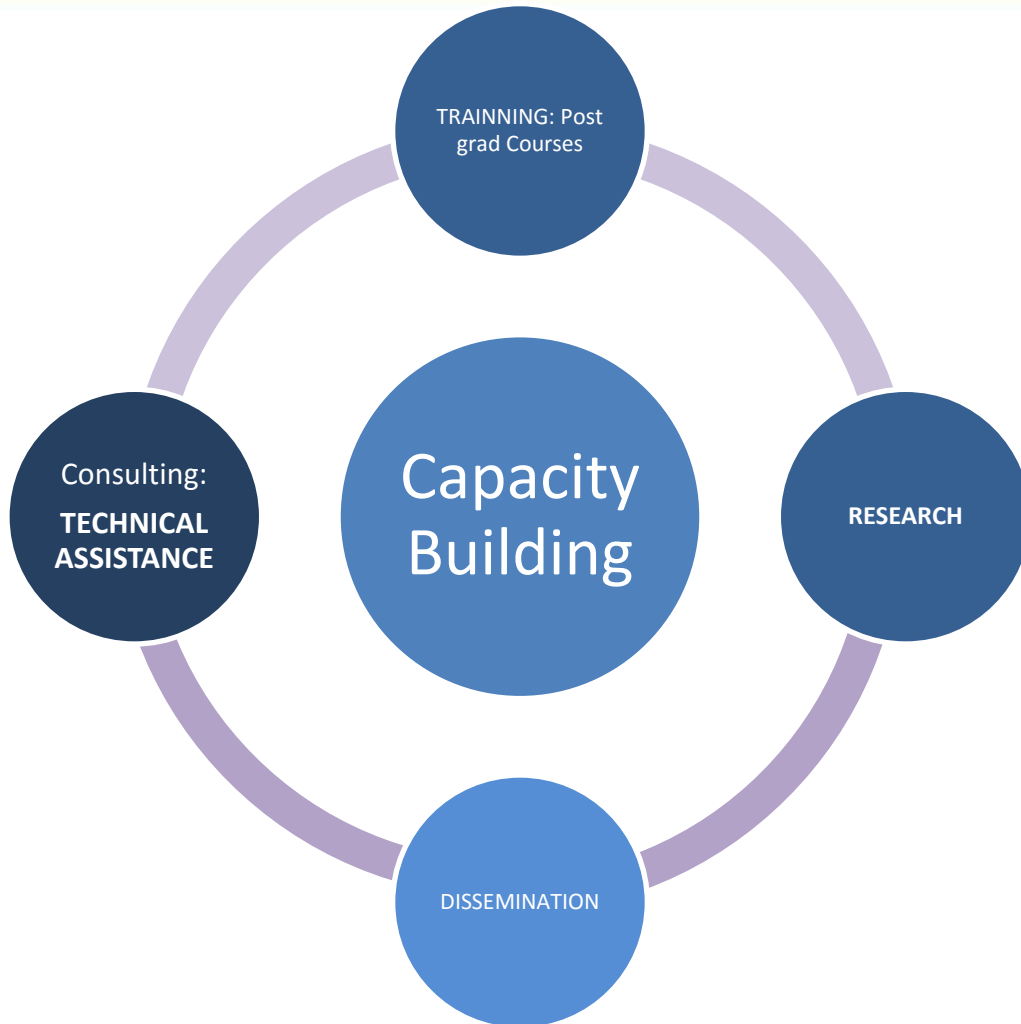 TRAINNING: Post
grad Courses
Consulting:
TECHNICAL
ASSISTANCE
Capacity
Building
RESEARCH
DISSEMINATION